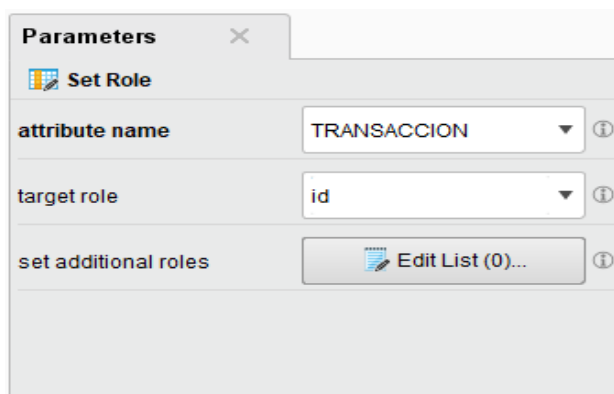 Parameters
Set Role
attribute name TRANSACCION
target role id
set additional roles Edit List (0)...